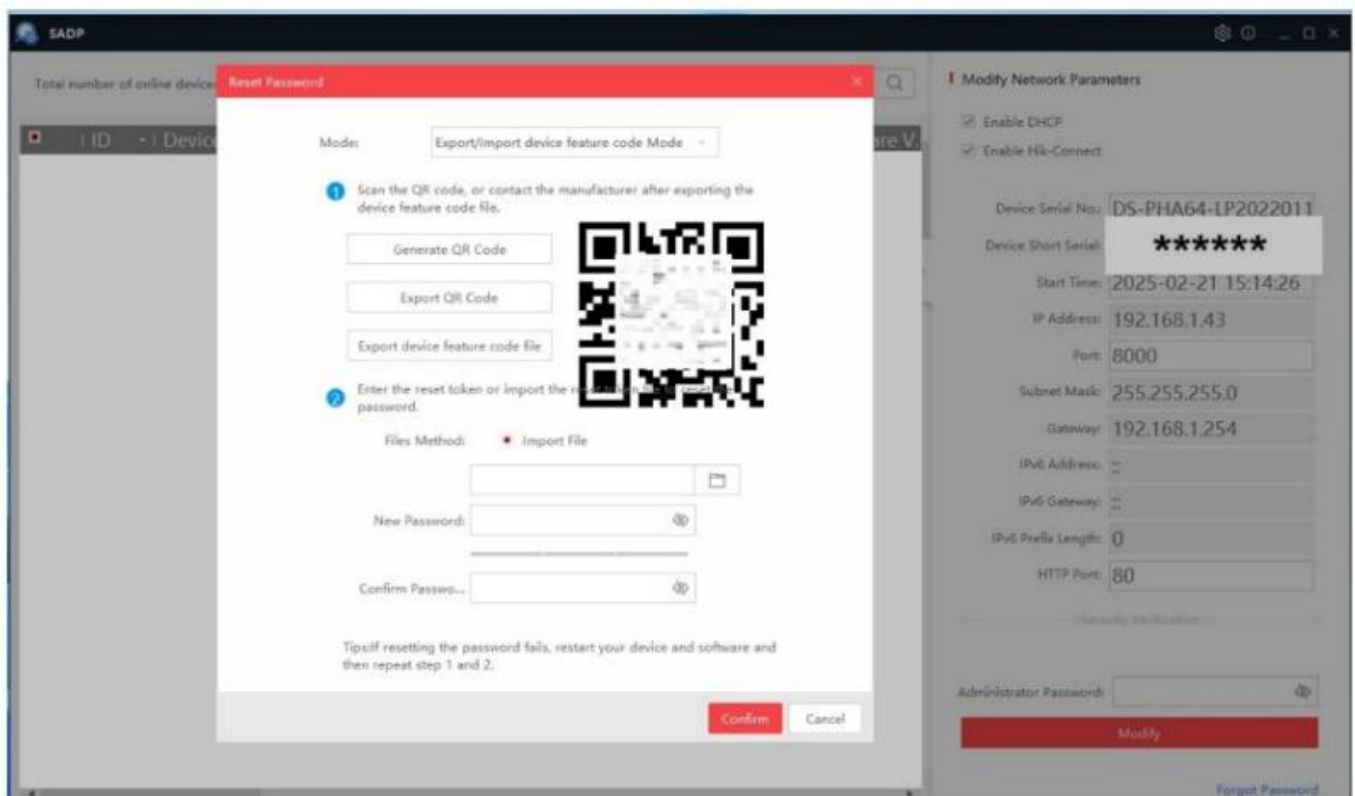 SADP
Total number of online device
Reset Password
ID
Device
are V.
Mode:
Export/Import device feature code Mode
1
Scan the QR code, or contact the manufacturer after exporting the
device feature code file.
Generate QR Code
Export QR Code
Export device feature code file
2
Enter the reset token or import the
password.
Files Method:
Import File
New Password:
Confirm Passwo...
Tips:If resetting the password fails, restart your device and software and
then repeat step 1 and 2.
Confirm
Cancel
Modify Network Parameters
Enable DHCP
Enable Hik-Connect
Device Serial No.: DS-PHA64-LP2022011
Device Short Serial: ******
Start Time: 2025-02-21 15:14:26
IP Address: 192.168.1.43
Port: 8000
Subnet Mask: 255.255.255.0
Gateway: 192.168.1.254
IPv6 Address: ::
IPv6 Gateway: ::
IPv6 Prefix Length: 0
HTTP Port: 80
Security Verification
Administrator Password:
Modify
Forgot Password